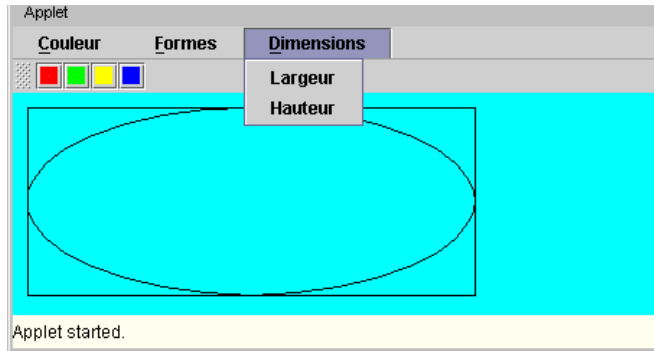 Applet
Couleur Formes Dimensions
Largeur
Hauteur
Applet started.